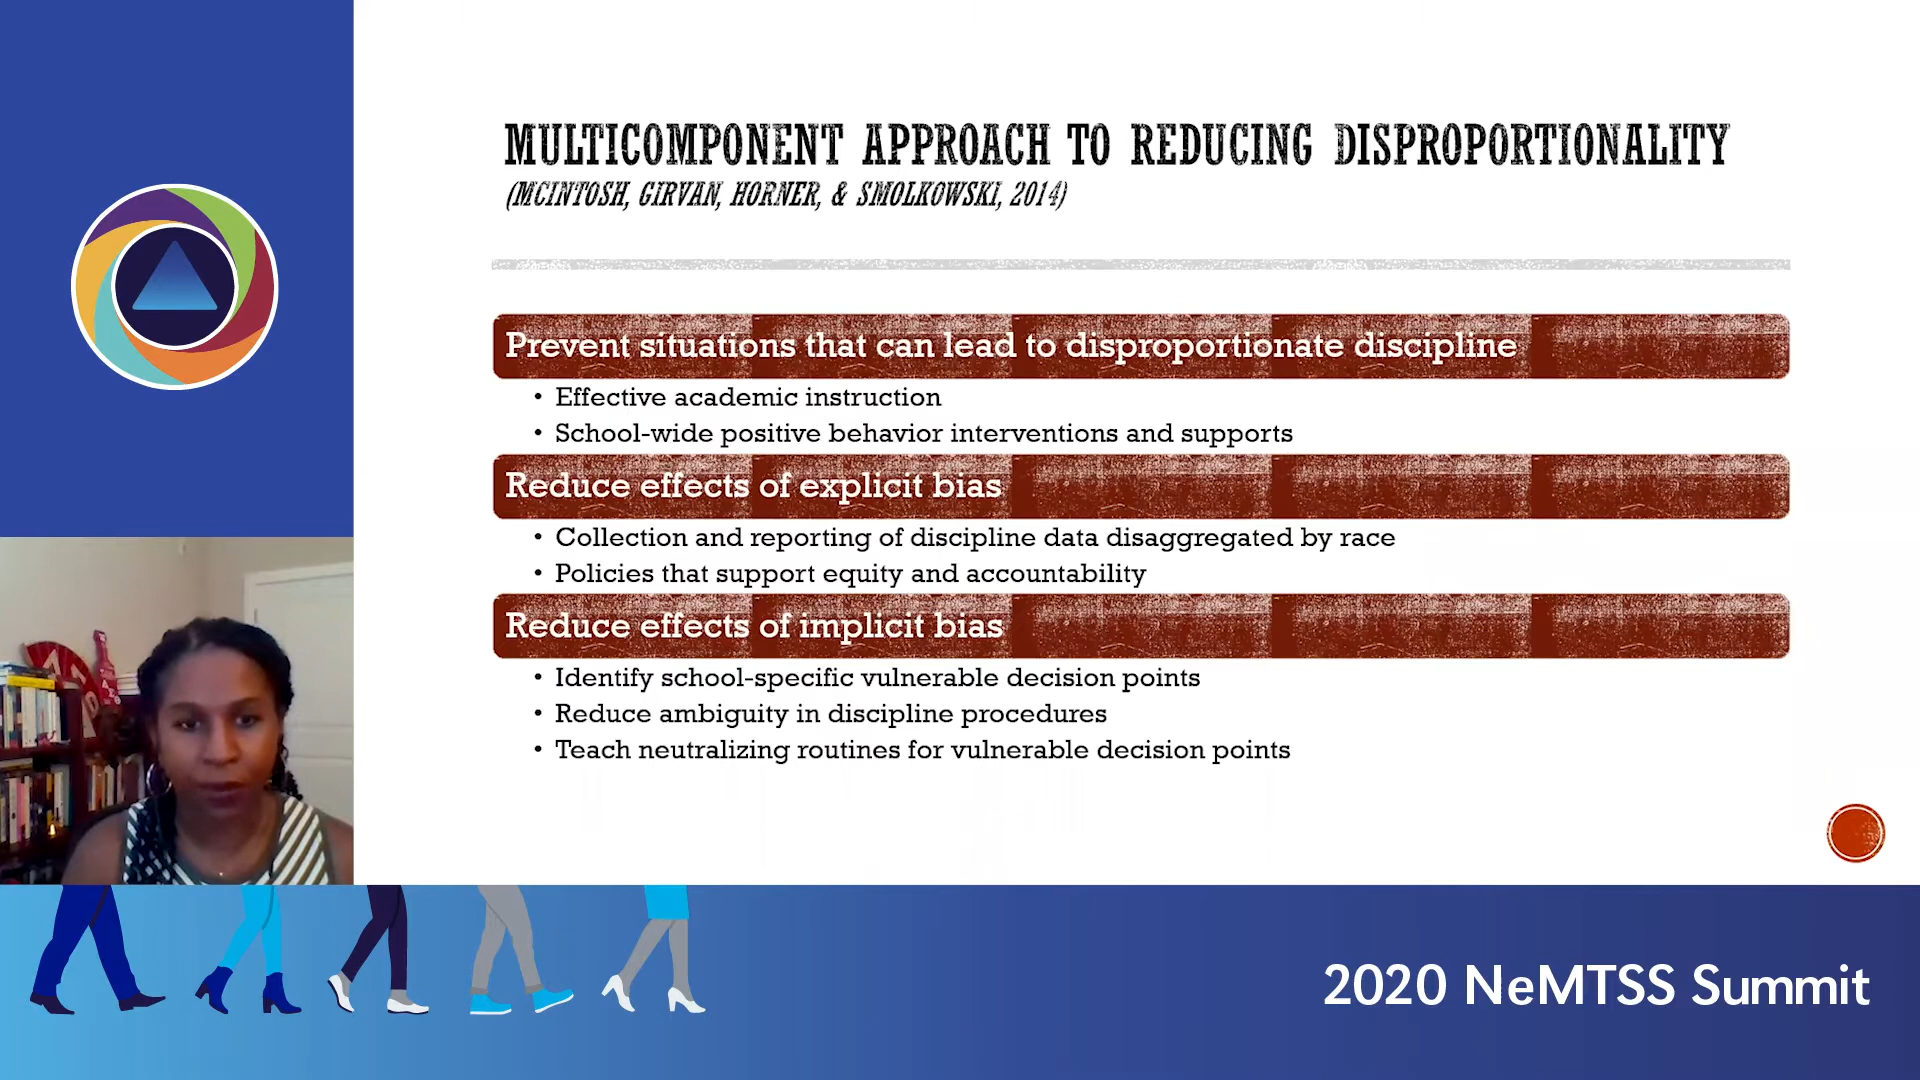 MULTICOMPONENT APPROACH TO REDUCING DISPROPORTIONALITY
(MCINTOSH, GIRVAN, HORNER, & SMOLKOWSKI, 2014)
Prevent situations that can lead to disproportionate discipline
• Effective academic instruction
• School-wide positive behavior interventions and supports
Reduce effects of explicit bias
• Collection and reporting of discipline data disaggregated by race
• Policies that support equity and accountability
Reduce effects of implicit bias
• Identify school-specific vulnerable decision points
• Reduce ambiguity in discipline procedures
• Teach neutralizing routines for vulnerable decision points
2020 NeMTSS Summit